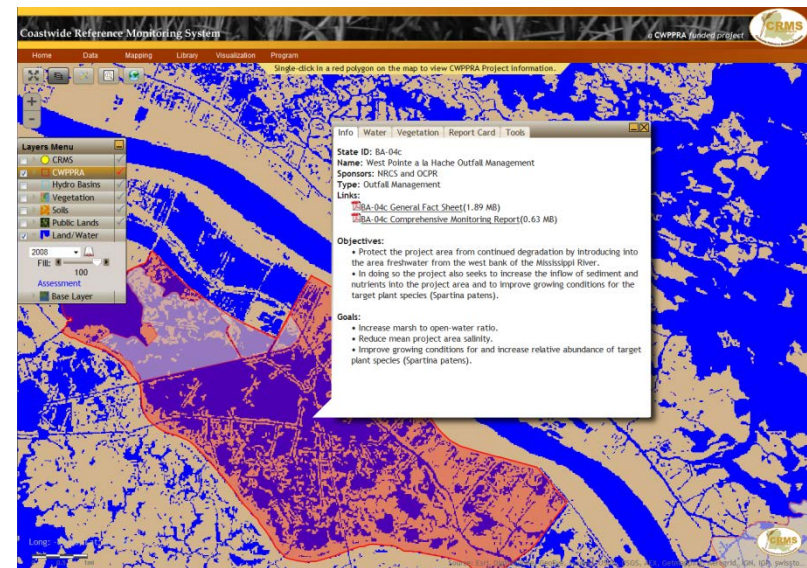 Coastwide Reference Monitoring System
a CWPPRA funded project
CRMS
Home Data Mapping Library Visualization Program
Single-click in a red polygon on the map to view CWPPRA Project information.
+
-
Layers Menu
CRMS
CWPPRA
Hydro Basins
Vegetation
Soils
Public Lands
Land/Water
2008
Fill:
100
Assessment
Base Layer
Info Water Vegetation Report Card Tools
State ID: BA-04c
Name: West Pointe a la Hache Outfall Management
Sponsors: NRCS and OCPR
Type: Outfall Management
Links:
BA-04c General Fact Sheet(1.89 MB)
BA-04c Comprehensive Monitoring Report(0.63 MB)
Objectives:
• Protect the project area from continued degradation by introducing into
the area freshwater from the west bank of the Mississippi River.
• In doing so the project also seeks to increase the inflow of sediment and
nutrients into the project area and to improve growing conditions for the
target plant species (Spartina patens).
Goals:
• Increase marsh to open-water ratio.
• Reduce mean project area salinity.
• Improve growing conditions for and increase relative abundance of target
plant species (Spartina patens).
Long:
CRMS